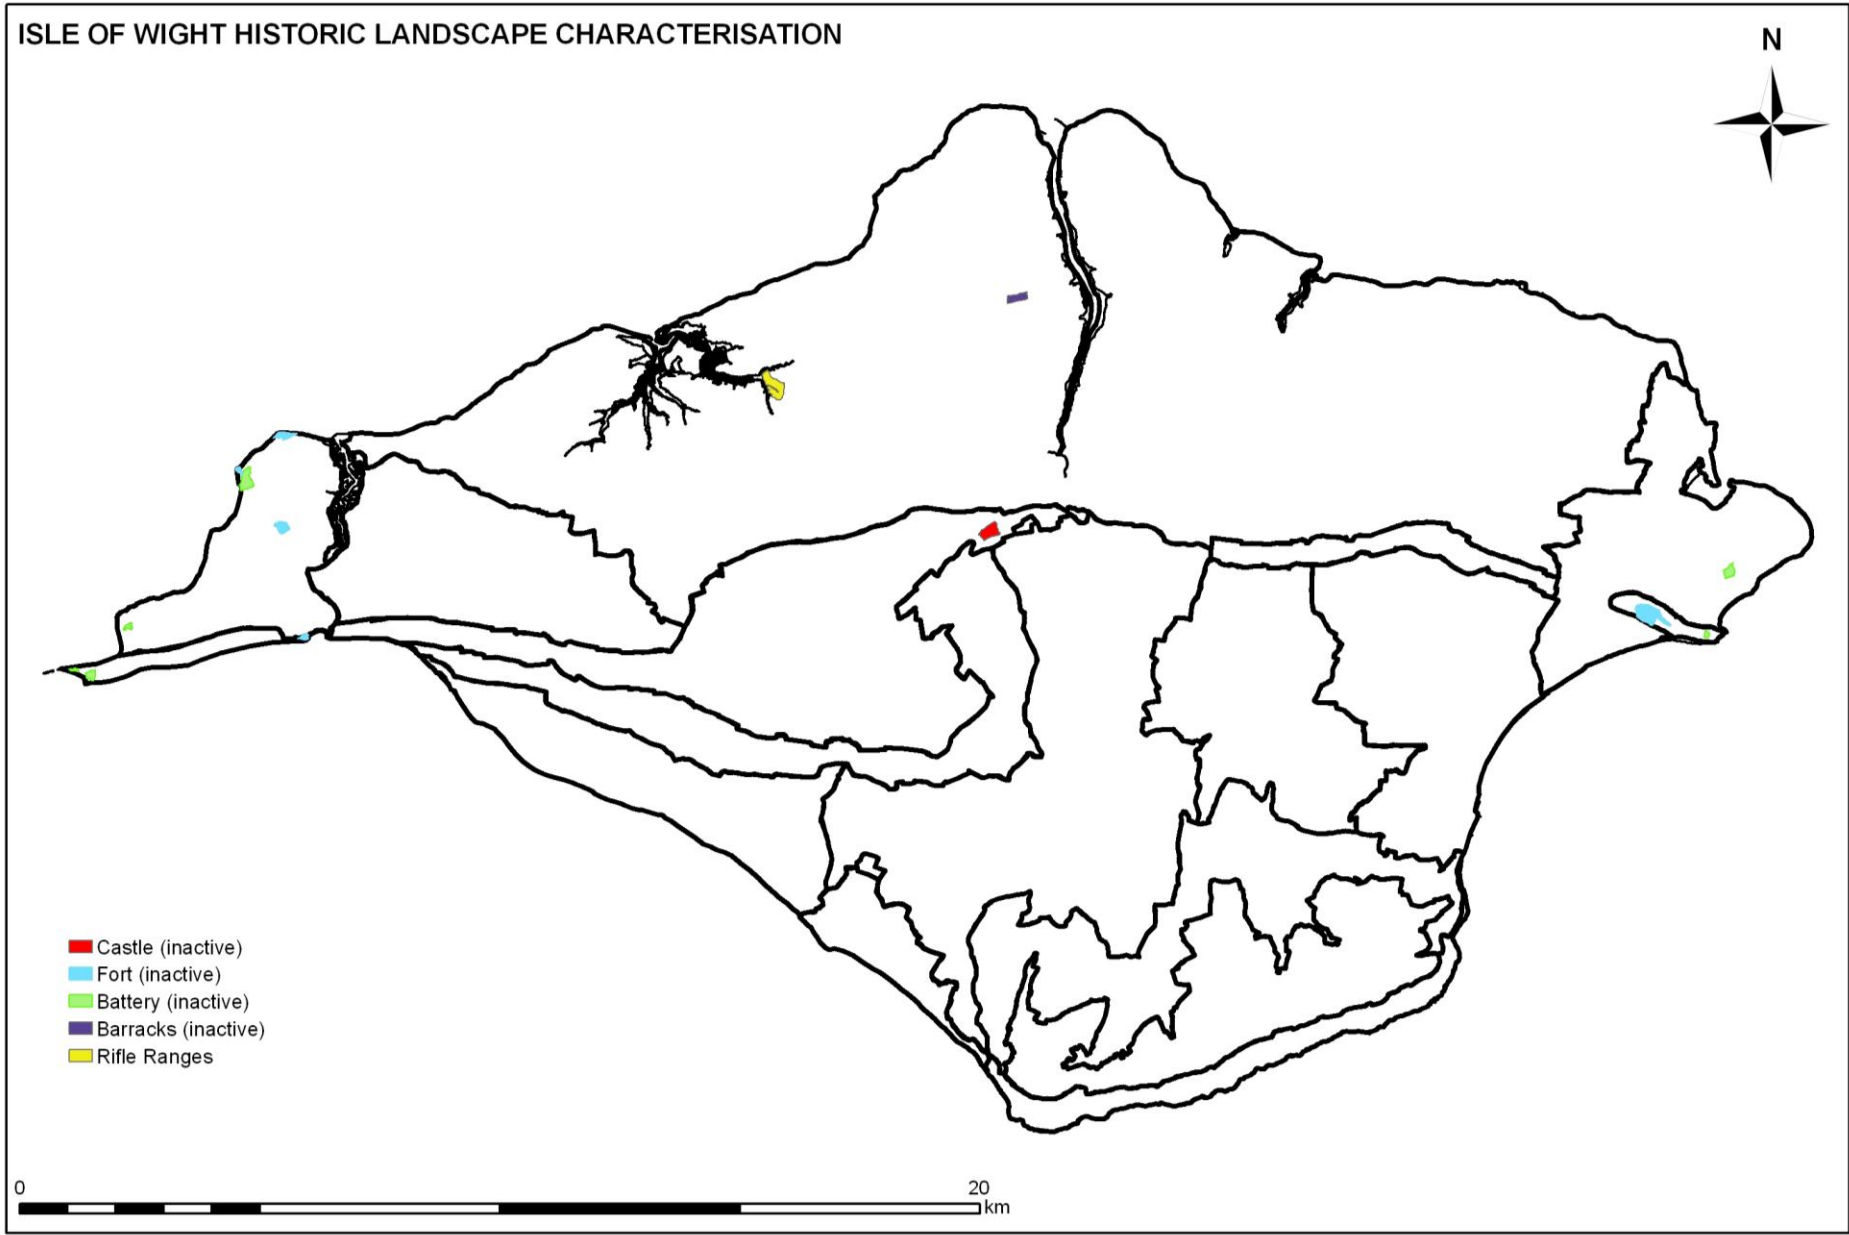 ISLE OF WIGHT HISTORIC LANDSCAPE CHARACTERISATION
N
Castle (inactive)
Fort (inactive)
Battery (inactive)
Barracks (inactive)
Rifle Ranges
0 20
km